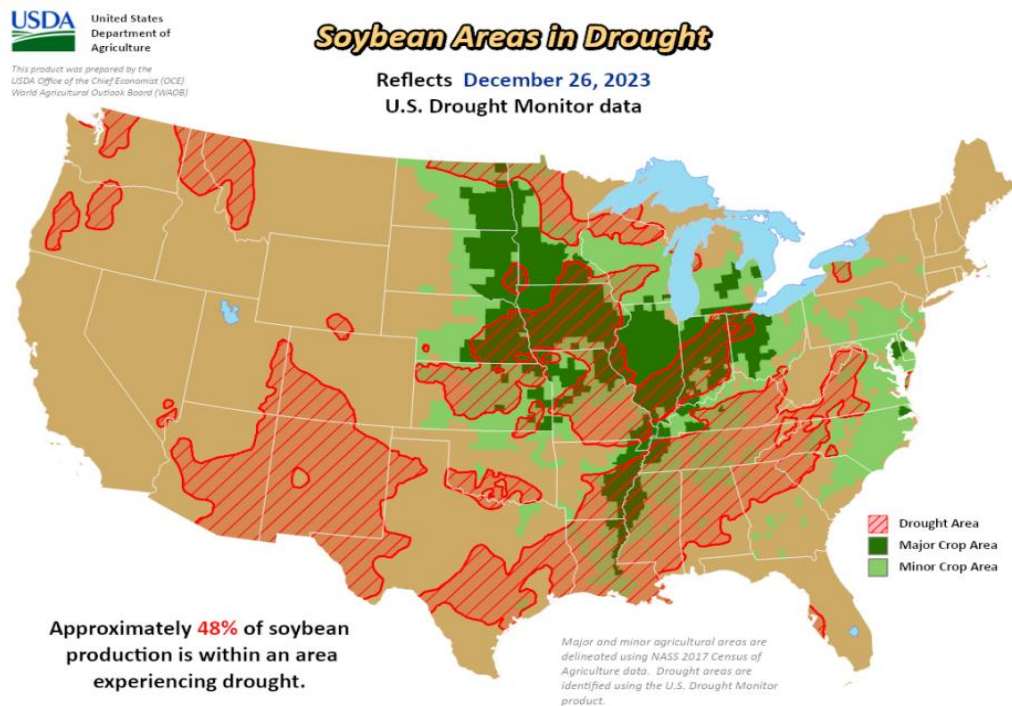 USDA
United States
Department of
Agriculture
This product was prepared by the
USDA Office of the Chief Economist (OCE)
World Agricultural Outlook Board (WAOB)
Soybean Areas in Drought
Reflects December 26, 2023
U.S. Drought Monitor data
Drought Area
Major Crop Area
Minor Crop Area
Approximately 48% of soybean
production is within an area
experiencing drought.
Major and minor agricultural areas are
delineated using NASS 2017 Census of
Agriculture data. Drought areas are
identified using the U.S. Drought Monitor
product.